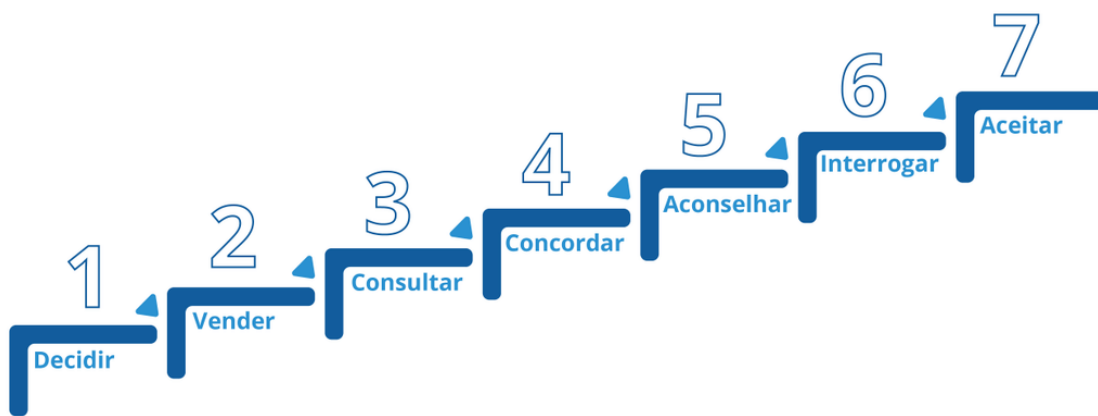 1
Decidir
2
Vender
3
Consultar
4
Concordar
5
Aconselhar
6
Interrogar
7
Aceitar